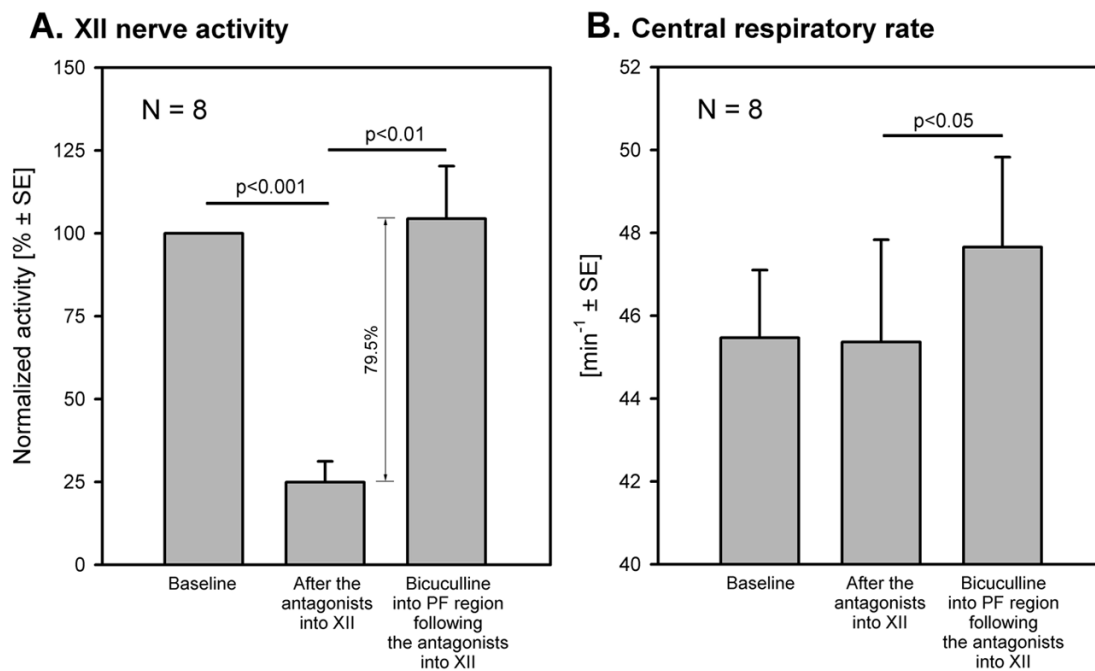 A. XII nerve activity
150
125
100
75
50
25
0
Normalized activity [% ± SE]
N = 8
p<0.001
p<0.01
79.5%
Baseline
After the
antagonists
into XII
Bicuculline
into PF region
following
the antagonists
into XII
B. Central respiratory rate
52
50
48
46
44
42
40
[min⁻¹ ± SE]
N = 8
p<0.05
Baseline
After the
antagonists
into XII
Bicuculline
into PF region
following
the antagonists
into XII